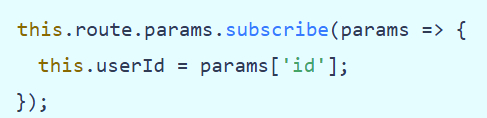 this.route.params.subscribe(params => {
  this.userId = params['id'];
});